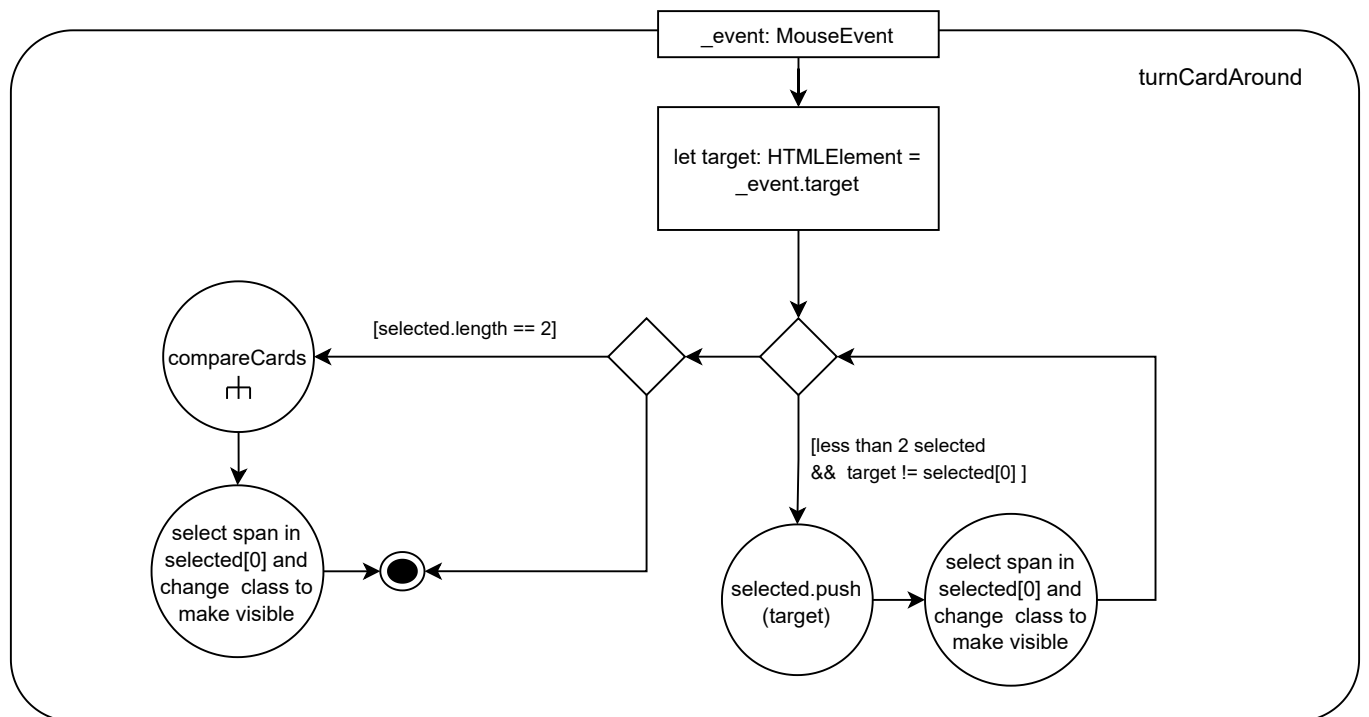 _event: MouseEvent
turnCardAround
let target: HTMLElement =
_event.target
[selected.length == 2]
compareCards
[less than 2 selected
&& target != selected[0] ]
select span in
selected[0] and
change class to
make visible
selected.push
(target)
select span in
selected[0] and
change class to
make visible